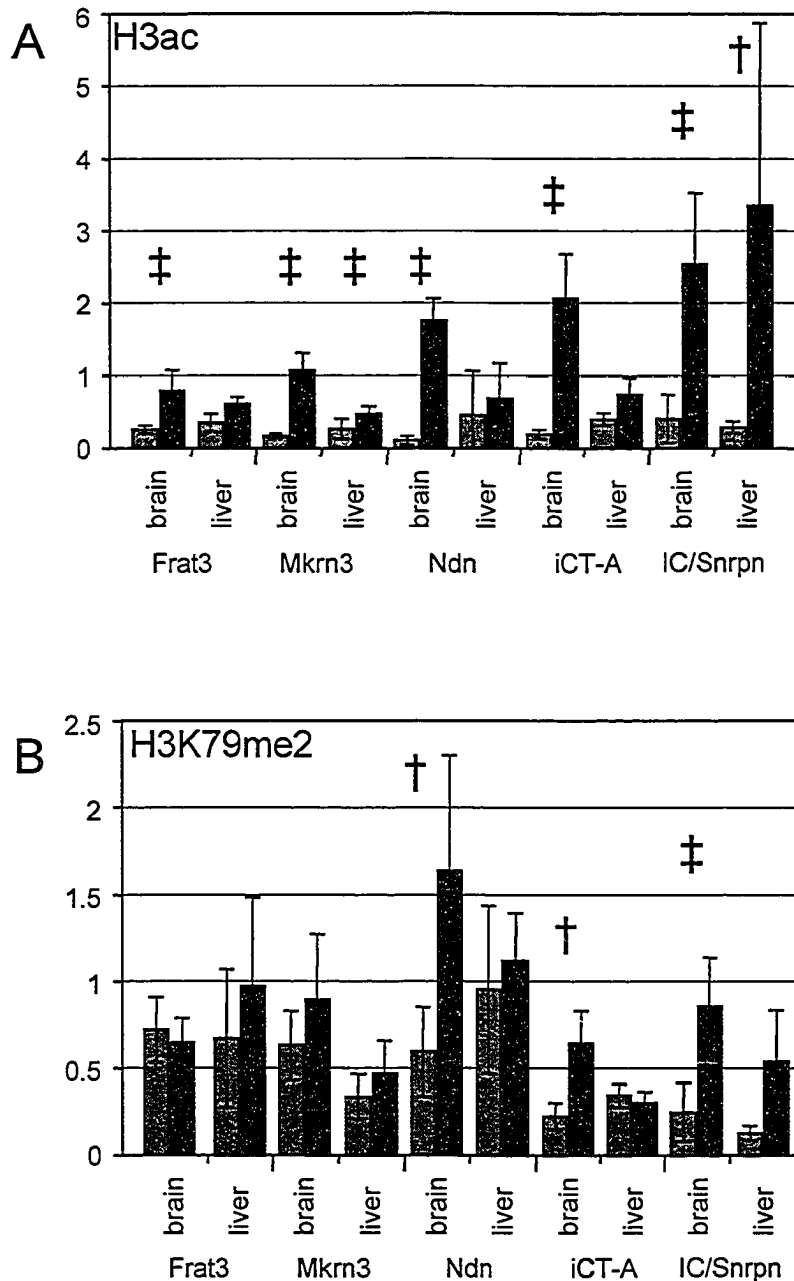 A
H3ac
6
5
4
3
2
1
0
†
‡
‡
‡
‡
‡
‡
brain liver brain liver brain liver brain liver brain liver
Frat3 Mkrn3 Ndn iCT-A IC/Snrpn
B
H3K79me2
2.5
2
1.5
1
0.5
0
†
‡
†
brain liver brain liver brain liver brain liver brain liver
Frat3 Mkrn3 Ndn iCT-A IC/Snrpn